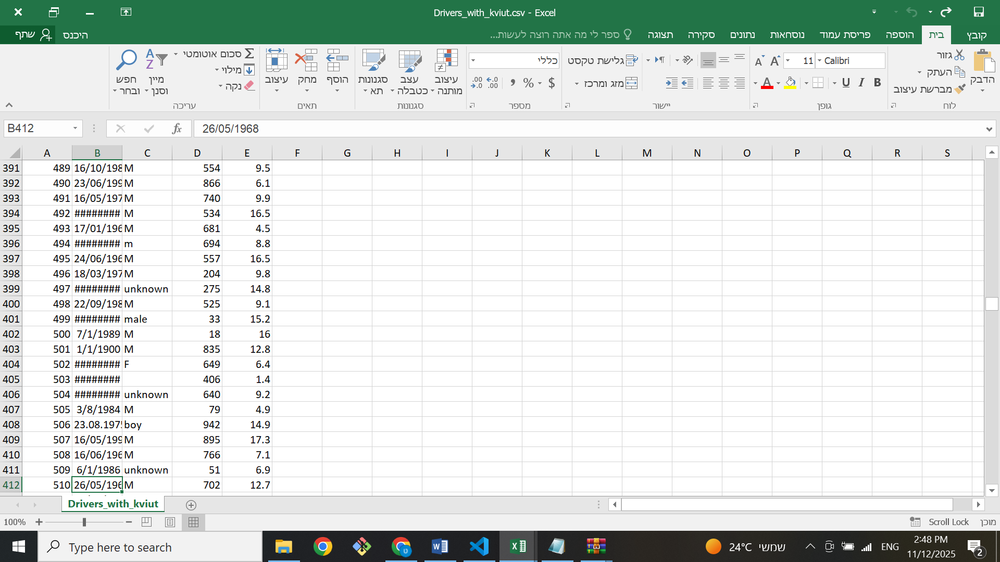 Drivers_with_kviut.csv - Excel
קובץ
בית
הוספה
פריסת עמוד
נוסחאות
נתונים
סקירה
תצוגה
ספר לי מה אתה רוצה לעשות...
היכנס
שתף
הדבק
גזור
העתק
מברשת עיצוב
לוח
Calibri 11
B I U
גופן
גלישת טקסט
מזג ומרכז
יישור
כללי
$ % ,
מספר
עיצוב מותנה
עצב כטבלה
סגנונות תא
סגנונות
הוסף
מחק
עיצוב
תאים
סכום אוטומטי
מילוי
נקה
מיין וסנן
חפש ובחר
עריכה
B412 fx 26/05/1968
A B C D E F G H I J K L M N O P Q R S
391 489 16/10/198 M 554 9.5
392 490 23/06/199 M 866 6.1
393 491 16/05/197 M 740 9.9
394 492 ######## M 534 16.5
395 493 17/01/196 M 681 4.5
396 494 ######## m 694 8.8
397 495 24/06/196 M 557 16.5
398 496 18/03/197 M 204 9.8
399 497 ######## unknown 275 14.8
400 498 22/09/198 M 525 9.1
401 499 ######## male 33 15.2
402 500 7/1/1989 M 18 16
403 501 1/1/1900 M 835 12.8
404 502 ######## F 649 6.4
405 503 ######## 406 1.4
406 504 ######## unknown 640 9.2
407 505 3/8/1984 M 79 4.9
408 506 23.08.1975 boy 942 14.9
409 507 16/05/199 M 895 17.3
410 508 16/06/196 M 766 7.1
411 509 6/1/1986 unknown 51 6.9
412 510 26/05/196 M 702 12.7
Drivers_with_kviut
100%
Scroll Lock
מוכן
Type here to search
24°C שמשי
ENG
2:48 PM
11/12/2025
2